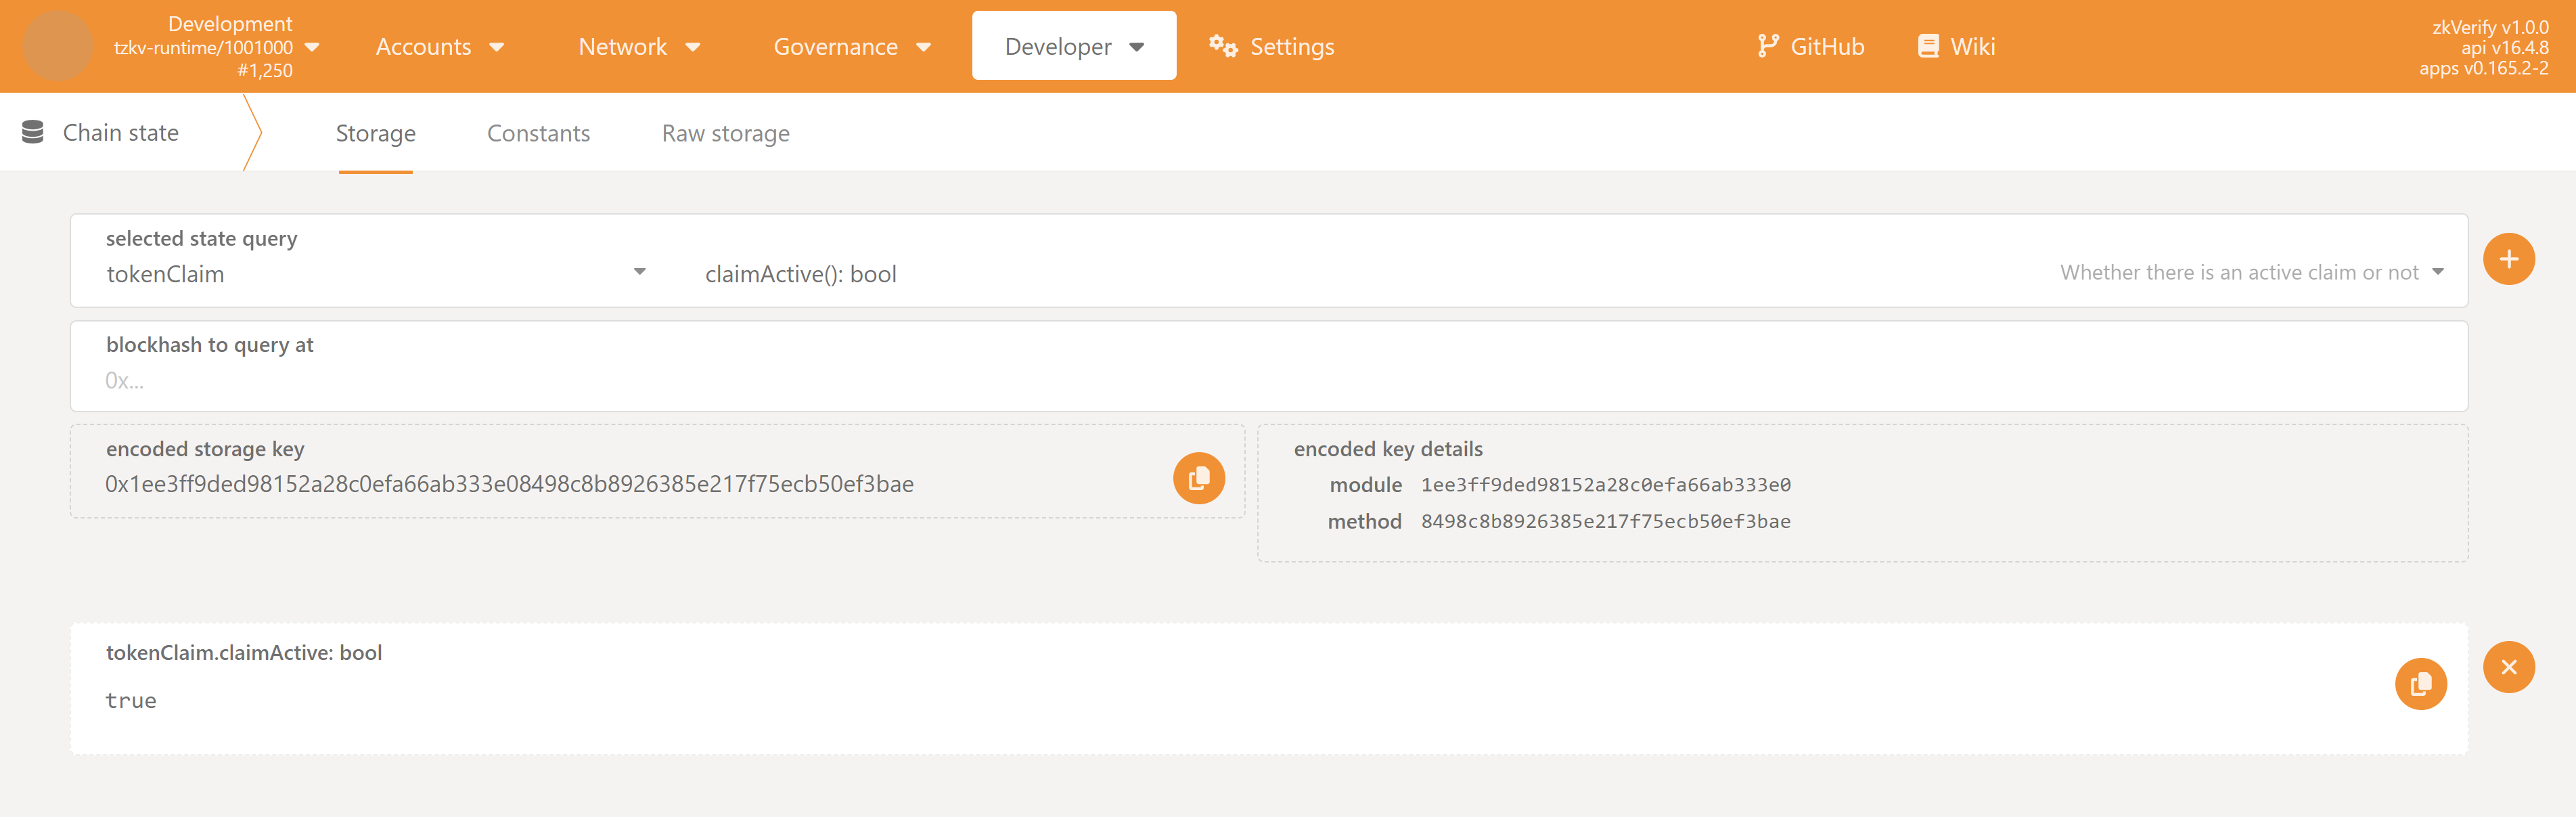 Development
tzkv-runtime/1001000
#1,250
Accounts
Network
Governance
Developer
Settings
GitHub
Wiki
zkVerify v1.0.0
api v16.4.8
apps v0.165.2-2
Chain state
Storage
Constants
Raw storage
selected state query
tokenClaim
claimActive(): bool
Whether there is an active claim or not
blockhash to query at
0x...
encoded storage key
0x1ee3ff9ded98152a28c0efa66ab333e08498c8b8926385e217f75ecb50ef3bae
encoded key details
module 1ee3ff9ded98152a28c0efa66ab333e0
method 8498c8b8926385e217f75ecb50ef3bae
tokenClaim.claimActive: bool
true